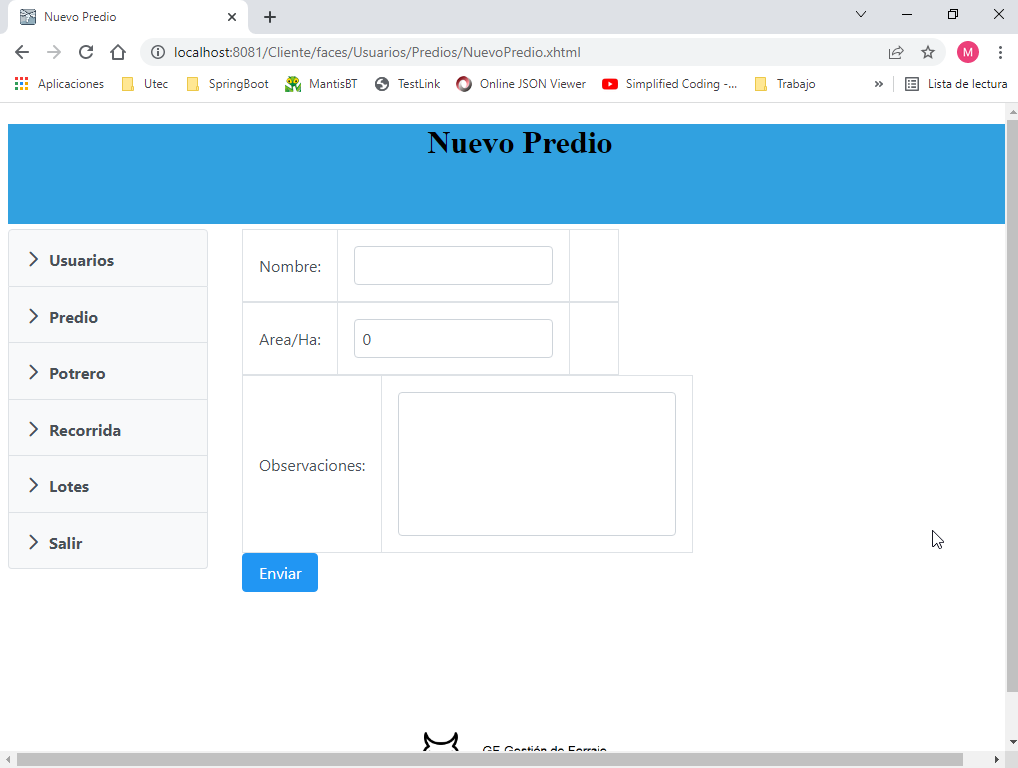 Nuevo Predio
localhost:8081/Cliente/faces/Usuarios/Predios/NuevoPredio.xhtml
M
Aplicaciones Utec SpringBoot MantisBT TestLink Online JSON Viewer Simplified Coding -... Trabajo » Lista de lectura
Nuevo Predio
Usuarios
Predio
Potrero
Recorrida
Lotes
Salir
Nombre:
Area/Ha: 0
Observaciones:
Enviar
GF Gestión de Forraje